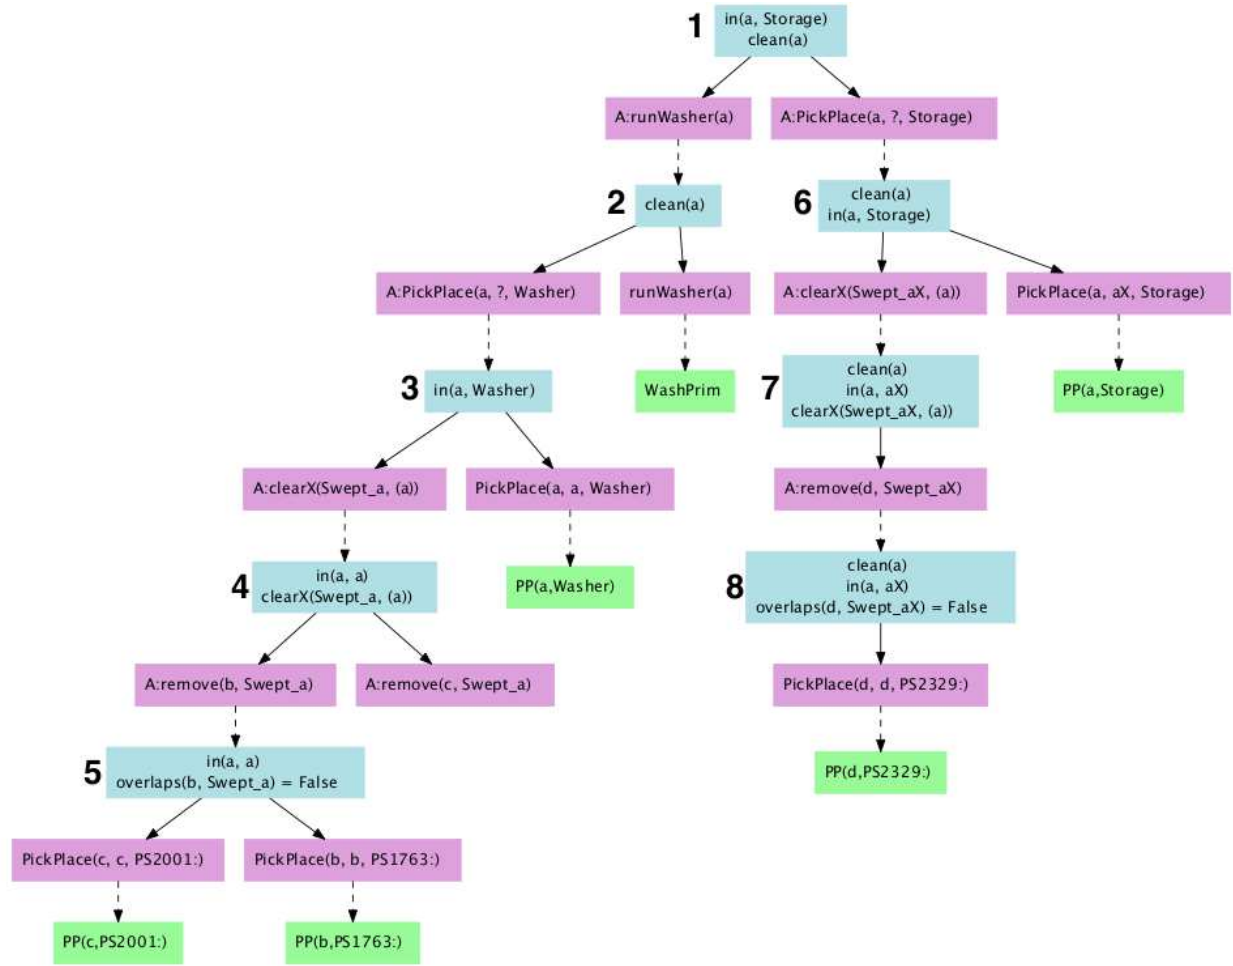 1
in(a, Storage)
clean(a)
A:runWasher(a)
A:PickPlace(a, ?, Storage)
2
clean(a)
6
clean(a)
in(a, Storage)
A:PickPlace(a, ?, Washer)
runWasher(a)
A:clearX(Swept_aX, (a))
PickPlace(a, aX, Storage)
3
in(a, Washer)
WashPrim
7
clean(a)
in(a, aX)
clearX(Swept_aX, (a))
PP(a,Storage)
A:clearX(Swept_a, (a))
PickPlace(a, a, Washer)
A:remove(d, Swept_aX)
4
in(a, a)
clearX(Swept_a, (a))
PP(a,Washer)
8
clean(a)
in(a, aX)
overlaps(d, Swept_aX) = False
A:remove(b, Swept_a)
A:remove(c, Swept_a)
PickPlace(d, d, PS2329:)
5
in(a, a)
overlaps(b, Swept_a) = False
PP(d,PS2329:)
PickPlace(c, c, PS2001:)
PickPlace(b, b, PS1763:)
PP(c,PS2001:)
PP(b,PS1763:)